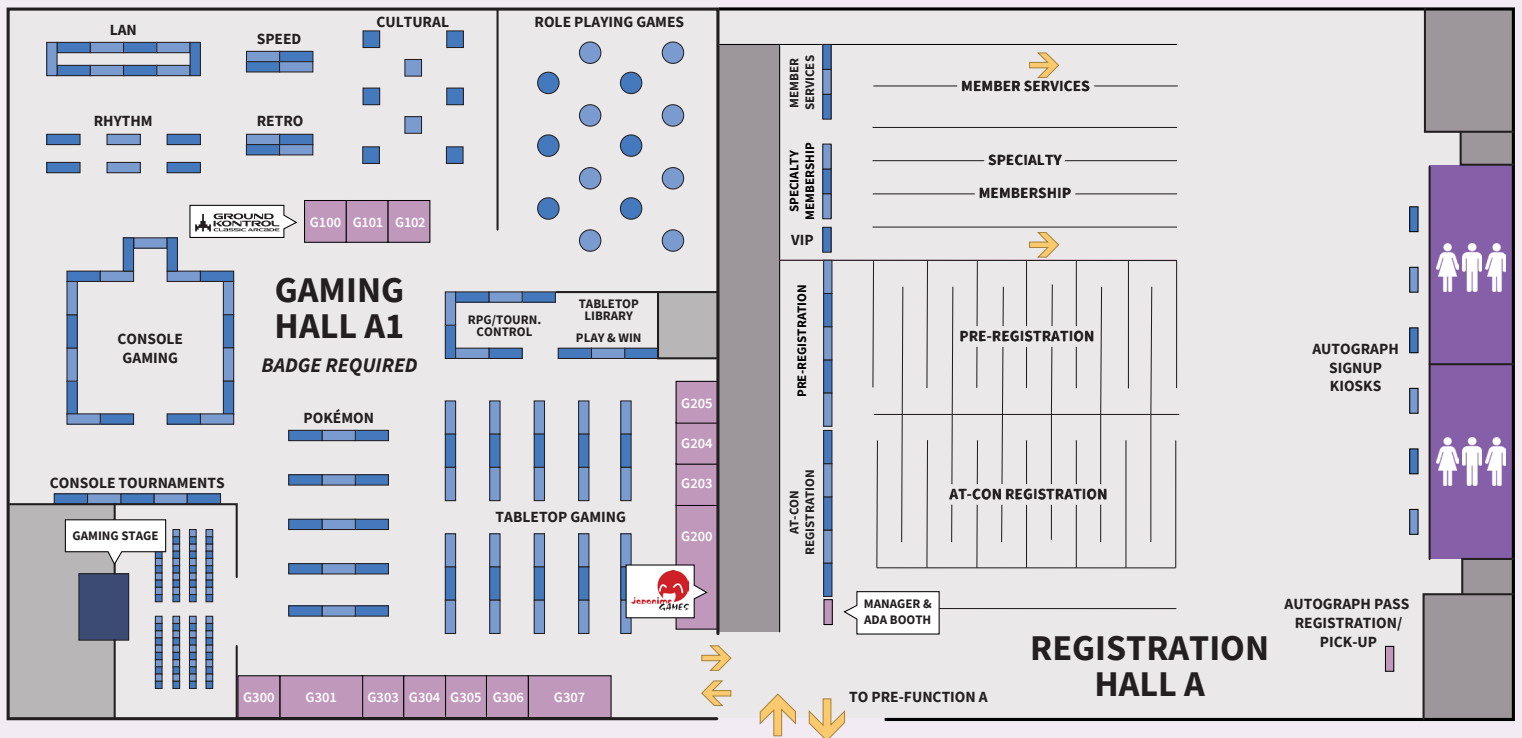 LAN
SPEED
CULTURAL
ROLE PLAYING GAMES
RHYTHM
RETRO
GROUND
KONTROL
CLASSIC ARCADE
G100
G101
G102
GAMING
HALL A1
BADGE REQUIRED
CONSOLE
GAMING
RPG/TOURN.
CONTROL
TABLETOP
LIBRARY
PLAY & WIN
POKÉMON
G205
G204
G203
G200
CONSOLE TOURNAMENTS
TABLETOP GAMING
GAMING STAGE
Japanime
GAMES
G300
G301
G303
G304
G305
G306
G307
MEMBER
SERVICES
MEMBER SERVICES
SPECIALTY
MEMBERSHIP
SPECIALTY
MEMBERSHIP
VIP
PRE-REGISTRATION
PRE-REGISTRATION
AT-CON
REGISTRATION
AT-CON REGISTRATION
MANAGER &
ADA BOOTH
AUTOGRAPH
SIGNUP
KIOSKS
AUTOGRAPH PASS
REGISTRATION/
PICK-UP
REGISTRATION
HALL A
TO PRE-FUNCTION A